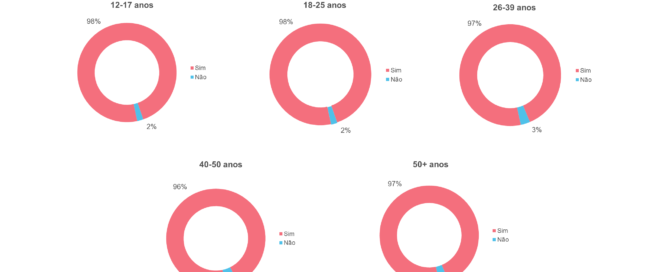 12-17 anos
98%
Sim
Não
2%
18-25 anos
98%
Sim
Não
2%
26-39 anos
97%
Sim
Não
3%
40-50 anos
96%
Sim
Não
50+ anos
97%
Sim
Não